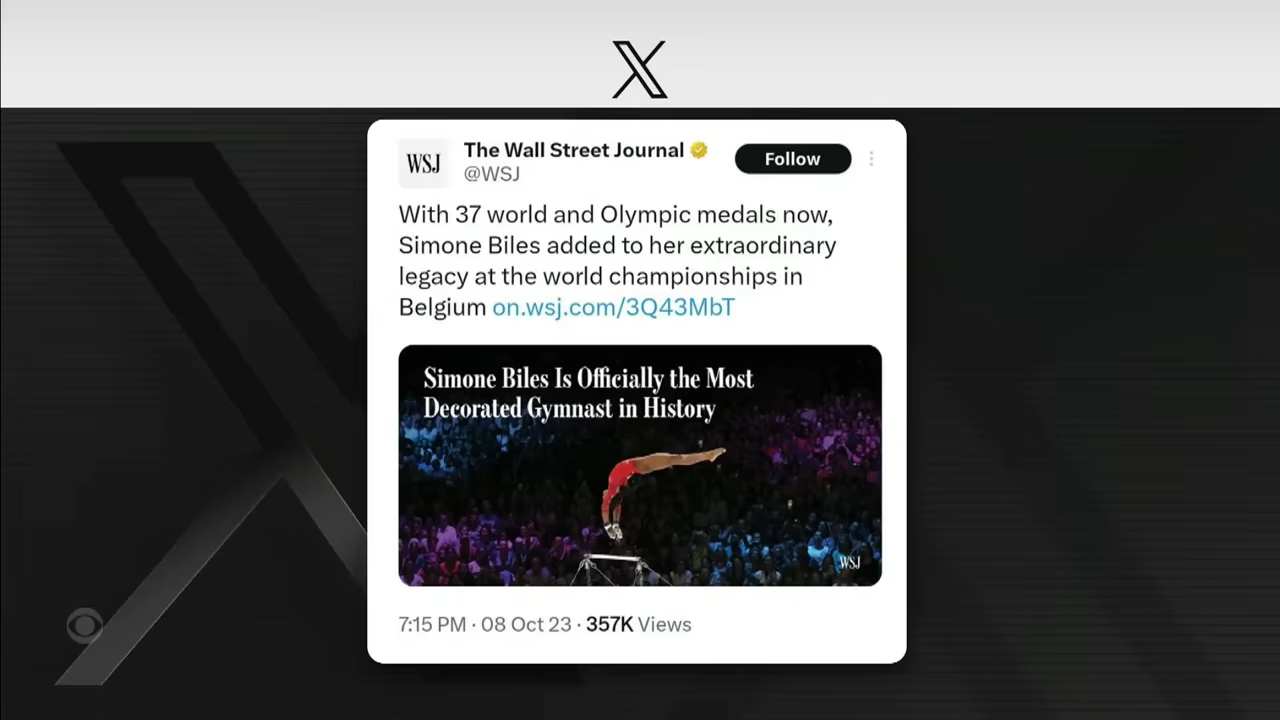 X
WSJ
The Wall Street Journal
Follow
@WSJ
With 37 world and Olympic medals now,
Simone Biles added to her extraordinary
legacy at the world championships in
Belgium on.wsj.com/3Q43MbT
Simone Biles Is Officially the Most
Decorated Gymnast in History
WSJ
7:15 PM · 08 Oct 23 · 357K Views